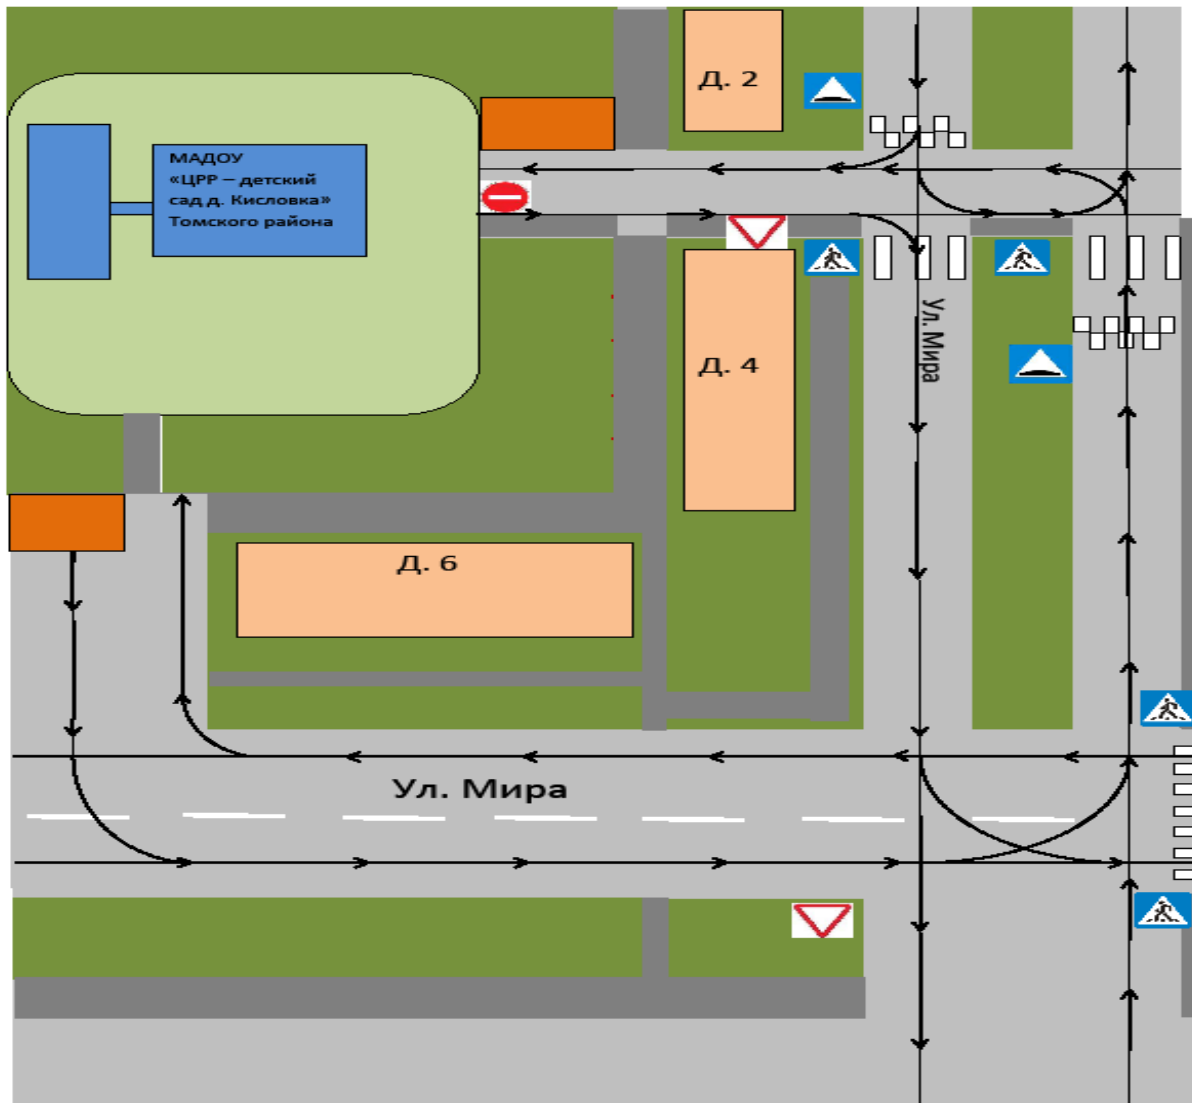 Д. 2
МАДОУ
«ЦРР – детский
сад д. Кисловка»
Томского района
Ул. Мира
Д. 4
Д. 6
Ул. Мира